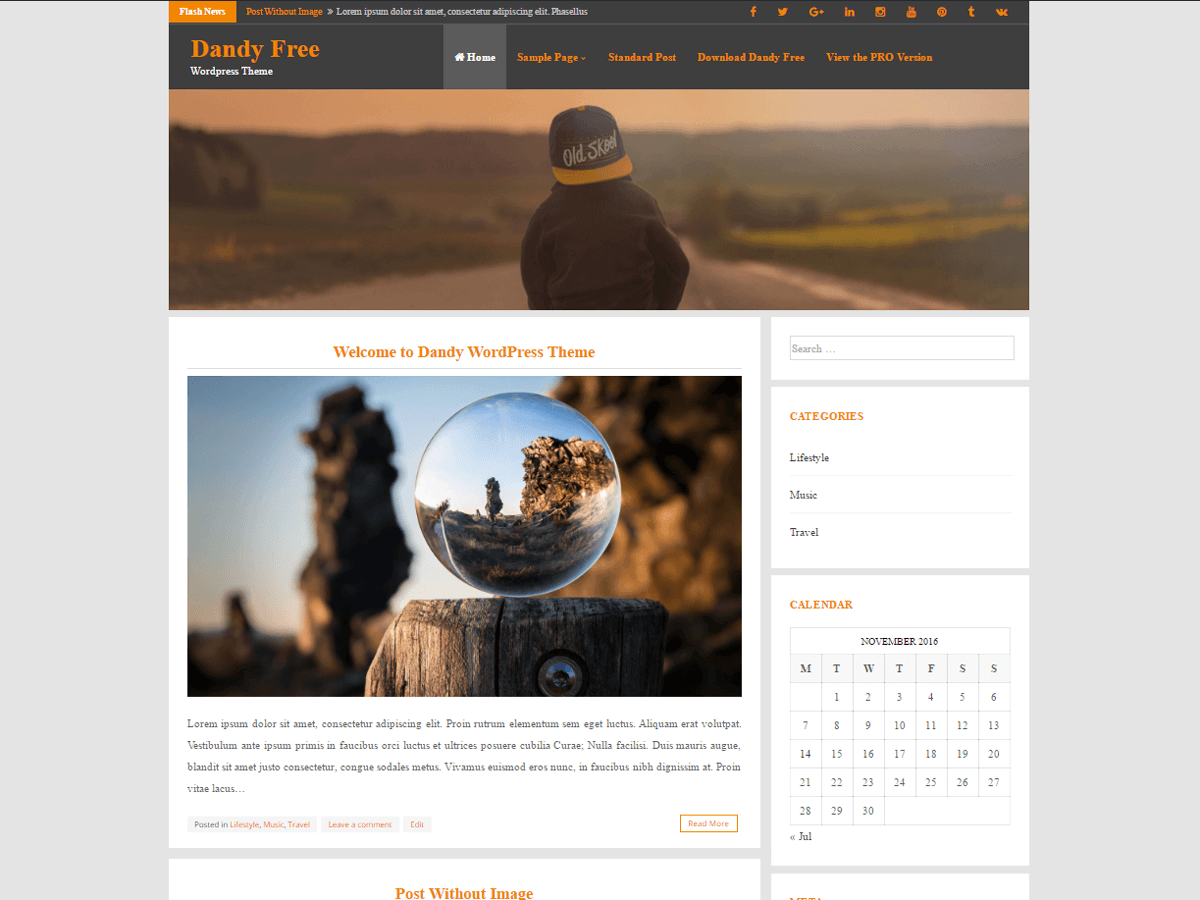 Flash News Post Without Image » Lorem ipsum dolor sit amet, consectetur adipiscing elit. Phasellus
Dandy Free
Wordpress Theme
Home Sample Page Standard Post Download Dandy Free View the PRO Version
Old Skool
Welcome to Dandy WordPress Theme
Lorem ipsum dolor sit amet, consectetur adipiscing elit. Proin rutrum elementum sem eget luctus. Aliquam erat volutpat.
Vestibulum ante ipsum primis in faucibus orci luctus et ultrices posuere cubilia Curae; Nulla facilisi. Duis mauris augue,
blandit sit amet justo consectetur, congue sodales metus. Vivamus euismod eros nunc, in faucibus nibh dignissim at. Proin
vitae lacus…
Posted in Lifestyle, Music, Travel Leave a comment Edit Read More
Post Without Image
Search …
CATEGORIES
Lifestyle
Music
Travel
CALENDAR
NOVEMBER 2016
M T W T F S S
1 2 3 4 5 6
7 8 9 10 11 12 13
14 15 16 17 18 19 20
21 22 23 24 25 26 27
28 29 30
« Jul